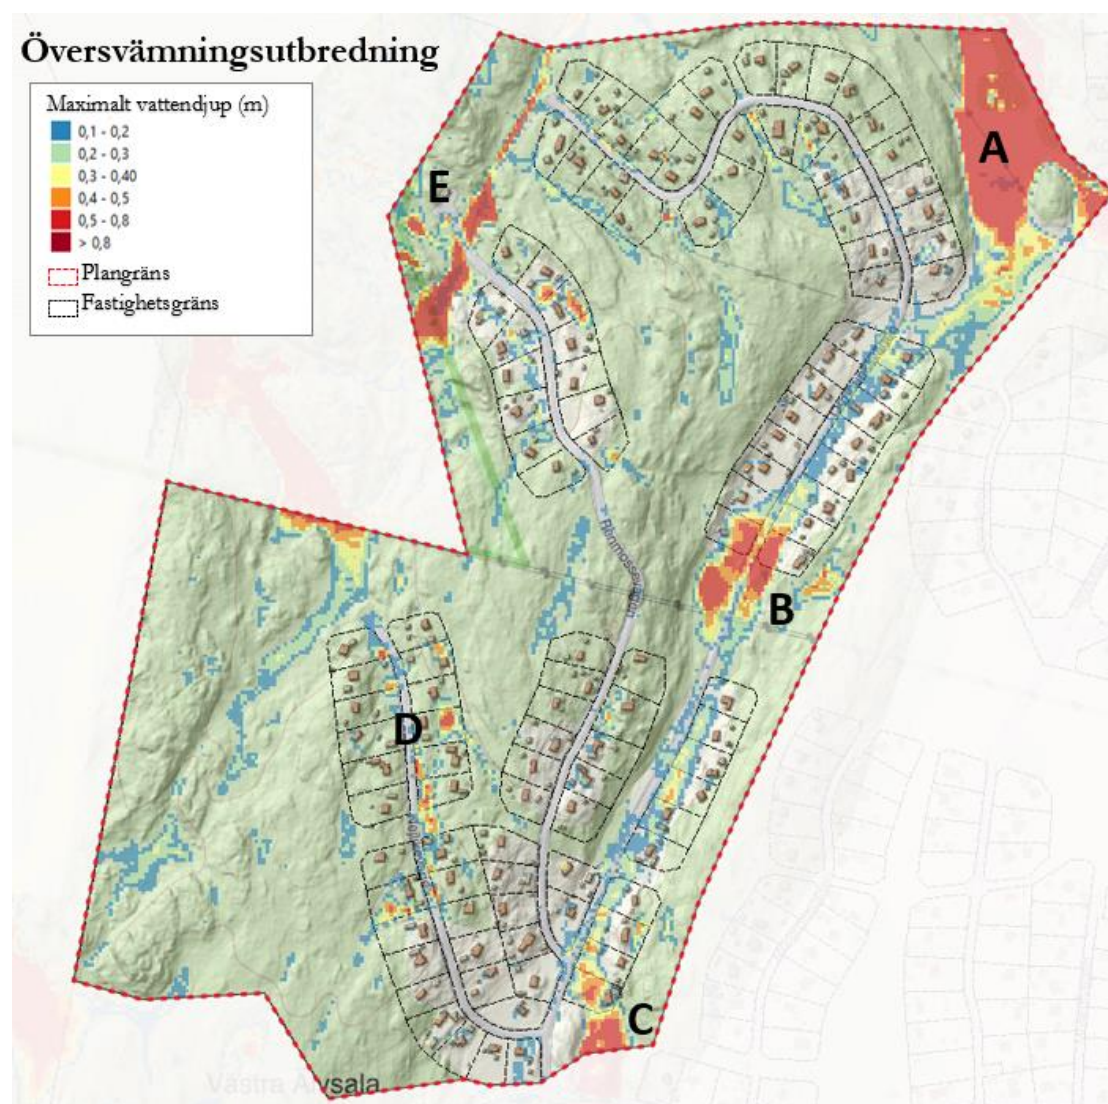 Översvämningsutbredning
Maximalt vattendjup (m)
0,1 - 0,2
0,2 - 0,3
0,3 - 0,40
0,4 - 0,5
0,5 - 0,8
> 0,8
Plangräns
Fastighetsgräns
A
E
B
D
C
Västra Älvsala